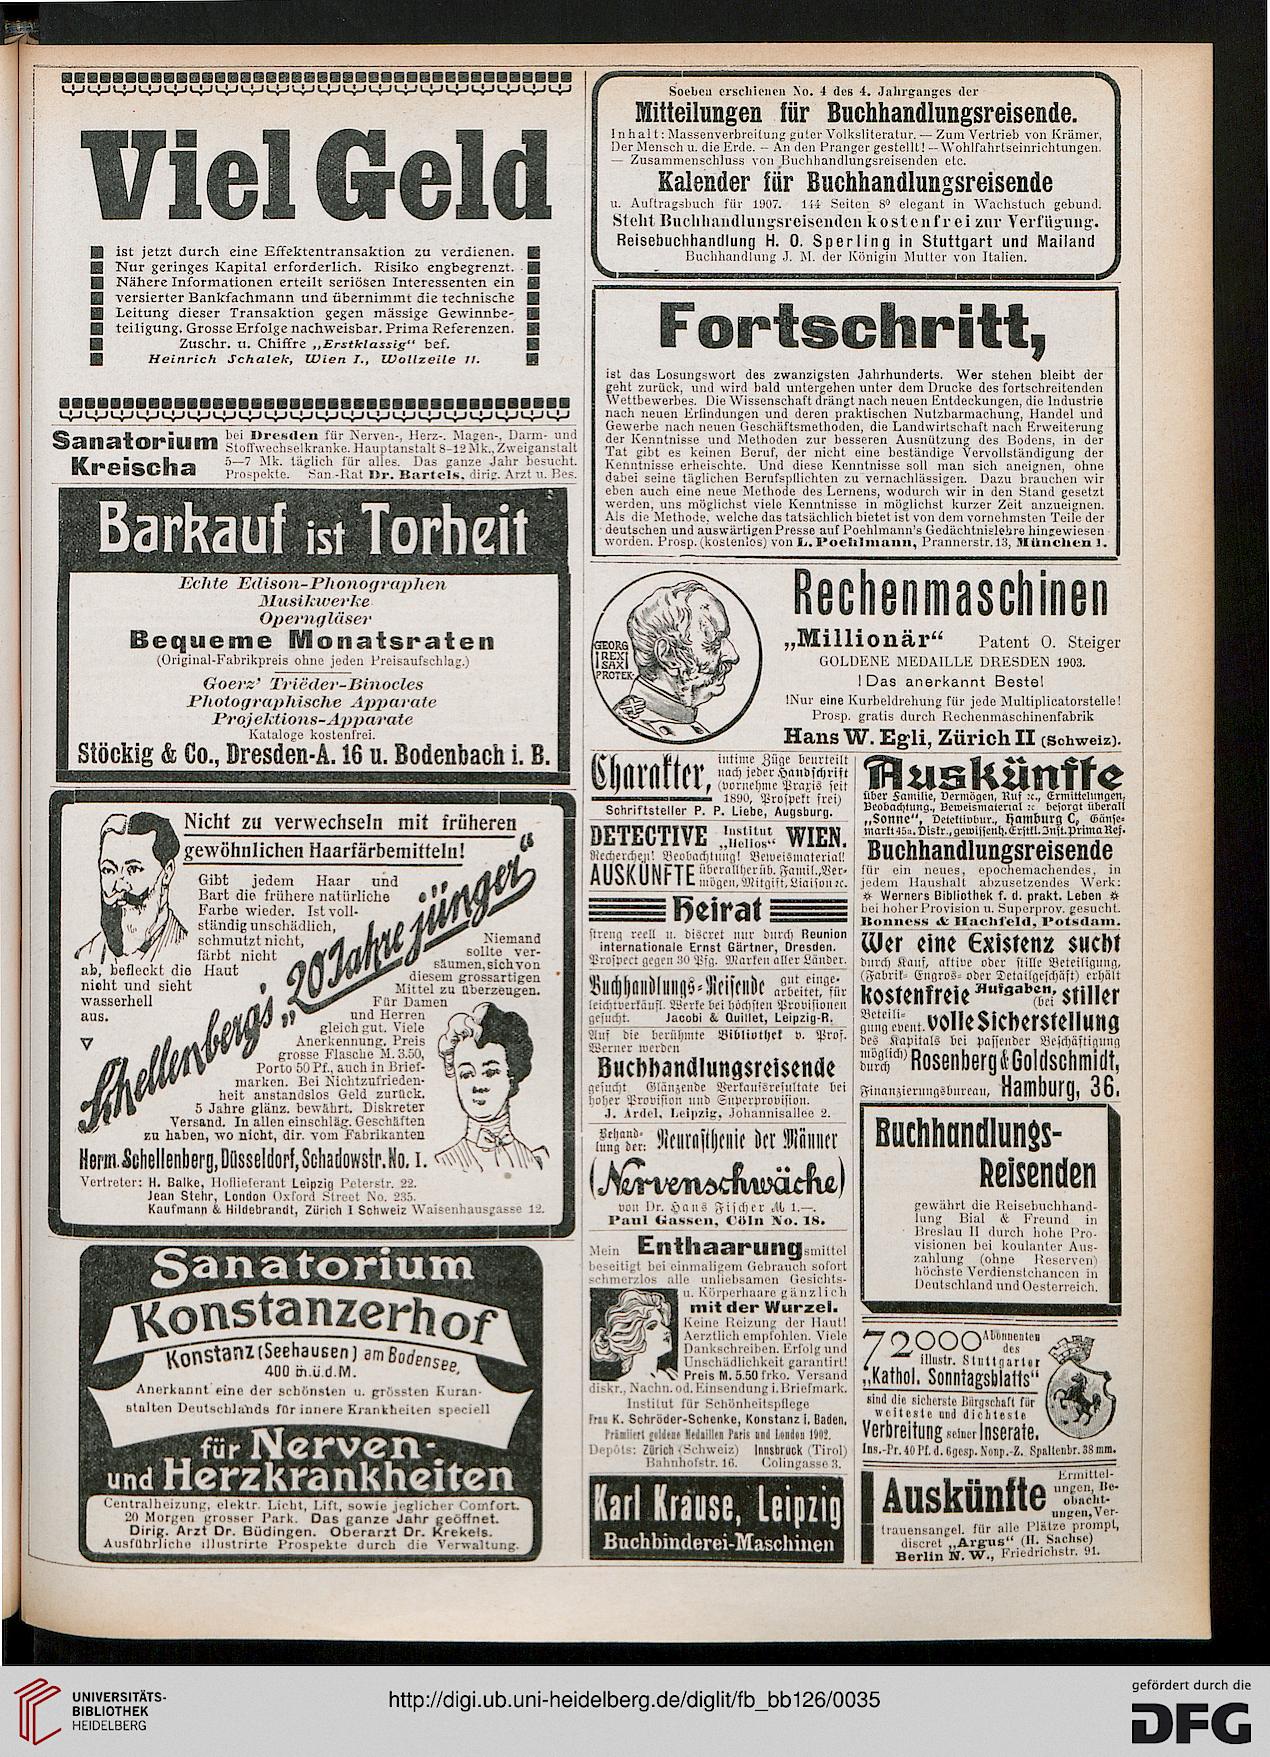 Viel Geld
ist jetzt durch eine Effektentransaktion zu verdienen.
Nur geringes Kapital erforderlich. Risiko engbegrenzt.
Nähere Informationen erteilt seriösen Interessenten ein
versierter Bankfachmann und übernimmt die technische
Leitung dieser Transaktion gegen mässige Gewinnbe-
teiligung. Grosse Erfolge nachweisbar. Prima Referenzen.
Zuschr. u. Chiffre „Erstklassig“ bef.
Heinrich Schalek, Wien I., Wollzeile 11.
Sanatorium
Kreischa
bei Dresden für Nerven-, Herz-, Magen-, Darm- und
Stoffwechselkranke. Hauptanstalt 8-12 Mk., Zweiganstalt
5—7 Mk. täglich für alles. Das ganze Jahr besucht.
Prospekte. San.-Rat Dr. Bartels, dirig. Arzt u. Bes.
Barkauf ist Torheit
Echte Edison-Phonographen
Musikwerke
Operngläser
Bequeme Monatsraten
(Original-Fabrikpreis ohne jeden Preisaufschlag.)
Goerz' Triëder-Binocles
Photographische Apparate
Projektions-Apparate
Kataloge kostenfrei.
Stöckig & Co., Dresden-A. 16 u. Bodenbach i. B.
Nicht zu verwechseln mit früheren
gewöhnlichen Haarfärbemitteln!
Gibt jedem Haar und
Bart die frühere natürliche
Farbe wieder. Ist voll-
ständig unschädlich,
schmutzt nicht,
färbt nicht
ab, befleckt die Haut
nicht und sieht
wasserhell
aus.
Schellenberg's „20 Jahre jünger“
Niemand
sollte ver-
säumen, sich von
diesem grossartigen
Mittel zu überzeugen.
Für Damen
und Herren
gleich gut. Viele
Anerkennung. Preis
grosse Flasche M. 3.50,
Porto 50 Pf., auch in Brief-
marken. Bei Nichtzufrieden-
heit anstandslos Geld zurück.
5 Jahre glänz. bewährt. Diskreter
Versand. In allen einschläg. Geschäften
zu haben, wo nicht, dir. vom Fabrikanten
Herm. Schellenberg, Düsseldorf, Schadowstr. No. 1.
Vertreter: H. Balke, Hoflieferant Leipzig Peterstr. 22.
Jean Stehr, London Oxford Street No. 235.
Kaufmann & Hildebrandt, Zürich I Schweiz Waisenhausgasse 12.
Sanatorium
Konstanzerhof
Konstanz (Seehausen) am Bodensee,
400 m.ü.d.M.
Anerkannt eine der schönsten u. grössten Kuran-
stalten Deutschlands für innere Krankheiten speciell
für Nerven-
und Herzkrankheiten
Centralheizung, elektr. Licht, Lift, sowie jeglicher Comfort.
20 Morgen grosser Park. Das ganze Jahr geöffnet.
Dirig. Arzt Dr. Büdingen. Oberarzt Dr. Krekels.
Ausführliche illustrirte Prospekte durch die Verwaltung.
Soeben erschienen No. 4 des 4. Jahrganges der
Mitteilungen für Buchhandlungsreisende.
Inhalt: Massenverbreitung guter Volksliteratur. — Zum Vertrieb von Krämer,
Der Mensch u. die Erde. – An den Pranger gestellt! – Wohlfahrtseinrichtungen.
— Zusammenschluss von Buchhandlungsreisenden etc.
Kalender für Buchhandlungsreisende
u. Auftragsbuch für 1907. 144 Seiten 8° elegant in Wachstuch gebund.
Steht Buchhandlungsreisenden kostenfrei zur Verfügung.
Reisebuchhandlung H. O. Sperling in Stuttgart und Mailand
Buchhandlung J. M. der Königin Mutter von Italien.
Fortschritt,
ist das Losungswort des zwanzigsten Jahrhunderts. Wer stehen bleibt der
geht zurück, und wird bald untergehen unter dem Drucke des fortschreitenden
Wettbewerbes. Die Wissenschaft drängt nach neuen Entdeckungen, die Industrie
nach neuen Erfindungen und deren praktischen Nutzbarmachung, Handel und
Gewerbe nach neuen Geschäftsmethoden, die Landwirtschaft nach Erweiterung
der Kenntnisse und Methoden zur besseren Ausnützung des Bodens, in der
Tat gibt es keinen Beruf, der nicht eine beständige Vervollständigung der
Kenntnisse erheischte. Und diese Kenntnisse soll man sich aneignen, ohne
dabei seine täglichen Berufspflichten zu vernachlässigen. Dazu brauchen wir
eben auch eine neue Methode des Lernens, wodurch wir in den Stand gesetzt
werden, uns möglichst viele Kenntnisse in möglichst kurzer Zeit anzueignen.
Als die Methode, welche das tatsächlich bietet ist von dem vornehmsten Teile der
deutschen und auswärtigen Presse auf Poehlmann's Gedächtnislehre hingewiesen
worden. Prosp. (kostenlos) von L. Poehlmann, Prannerstr. 13, München 1.
GEORG
REX
SAX
PROTEK
Rechenmaschinen
„Millionär“ Patent O. Steiger
GOLDENE MEDAILLE DRESDEN 1903.
! Das anerkannt Beste!
!Nur eine Kurbeldrehung für jede Multiplicatorstelle!
Prosp. gratis durch Rechenmaschinenfabrik
Hans W. Egli, Zürich II (Schweiz).
Charakter,
intime Züge beurteilt
nach jeder Handschrift
(vornehme Praxis seit
1890, Prospekt frei)
Schriftsteller P. P. Liebe, Augsburg.
DETECTIVE Institut „Helios“ WIEN.
Recherchen! Beobachtung! Beweismaterial!
AUSKÜNFTE überallherüb. Famil., Ver-
mögen, Mitgift, Liaison ec.
Heirat
streng reell u. discret nur durch Reunion
internationale Ernst Gärtner, Dresden.
Prospect gegen 30 Pfg. Marken aller Länder.
Buchhandlungs-Reisende gut einge-
arbeitet, für
leichtverkäufl. Werke bei höchsten Provisionen
gesucht. Jacobi & Quillet, Leipzig-R.
Auf die berühmte Bibliothek v. Prof.
Werner werden
Buchhandlungsreisende
gesucht. Glänzende Verkaufsresultate bei
hoher Provision und Superprovision.
J. Ardel, Leipzig, Johannisallee 2.
Behand-
lung der: Neurasthenie der Männer
(Nervenschwäche)
von Dr. Hans Fischer M 1.—.
Paul Gassen, Cöln No. 18.
Mein Enthaarungsmittel
beseitigt bei einmaligem Gebrauch sofort
schmerzlos alle unliebsamen Gesichts-
u. Körperhaare gänzlich
mit der Wurzel.
Keine Reizung der Haut!
Aerztlich empfohlen. Viele
Dankschreiben. Erfolg und
Unschädlichkeit garantirt!
Preis M. 5.50 frko. Versand
diskr., Nachn. od. Einsendung i. Briefmark.
Institut für Schönheitspflege
Frau K. Schröder-Schenke, Konstanz i. Baden,
Prämiiert goldene Medaillen Paris und London 1902.
Depôts: Zürich (Schweiz) Innsbruck (Tirol)
Bahnhofstr. 16. Colingasse 3.
Karl Krause, Leipzig
Buchbinderei-Maschinen
Auskünfte
über Familie, Vermögen, Ruf ec., Ermittelungen,
Beobachtung., Beweismaterial ec. besorgt überall
„Sonne“, Detektivbur., Hamburg C, Gänse-
markt 45a. Distr., gewissenh. Erstkl. Inst. Prima Ref.
Buchhandlungsreisende
für ein neues, epochemachendes, in
jedem Haushalt abzusetzendes Werk:
Werners Bibliothek f. d. prakt. Leben
bei hoher Provision u. Superprov. gesucht.
Bonness & Hachfeld, Potsdam.
Wer eine Existenz sucht
durch Kauf, aktive oder stille Beteiligung,
(Fabrik- Engros- oder Detailgeschäft) erhält
kostenfreie Aufgaben, (bei stiller
Beteili-
gung event. volle Sicherstellung
des Kapitals bei passender Beschäftigung
möglich)
durch Rosenberg & Goldschmidt,
Finanzierungsbureau, Hamburg, 36.
Buchhandlungs-
Reisenden
gewährt die Reisebuchhand-
lung Bial & Freund in
Breslau II durch hohe Pro-
visionen bei koulanter Aus-
zahlung (ohne Reserven)
höchste Verdienstchancen in
Deutschland und Oesterreich.
72000 Abonnenten
des
illustr. Stuttgarter
„Kathol. Sonntagsblatts“
sind die sicherste Bürgschaft für
weiteste und dichteste
Verbreitung seiner Inserate.
Ins.-Pr. 40 Pf. d. 6gesp. Nonp.-Z. Spaltenbr. 38 mm.
Auskünfte Ermittel-
ungen, Be-
obacht-
ungen, Ver-
trauensangel. für alle Plätze prompt,
discret „Argus“ (H. Sachse)
Berlin N. W., Friedrichstr. 91.
UNIVERSITÄTS-
BIBLIOTHEK
HEIDELBERG
http://digi.ub.uni-heidelberg.de/diglit/fb_bb126/0035
gefördert durch die
DFG